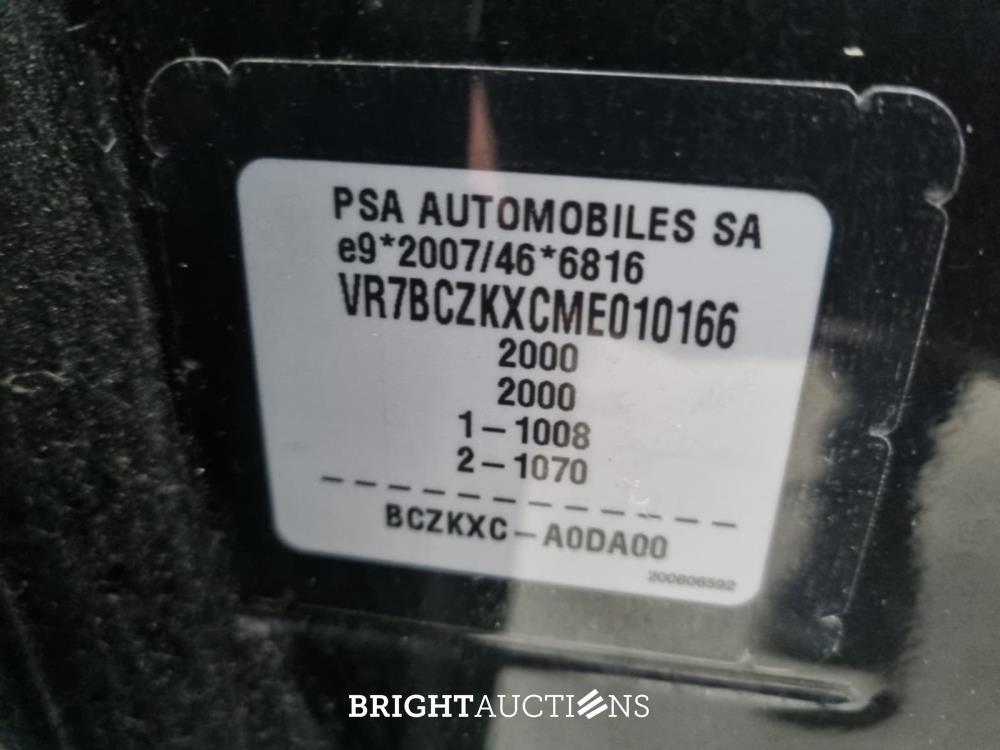 PSA AUTOMOBILES SA
e9*2007/46*6816
VR7BCZKXCME010166
2000
2000
1–1008
2–1070
BCZKXC–A0DA00
200606592
BRIGHTAUCTIONS